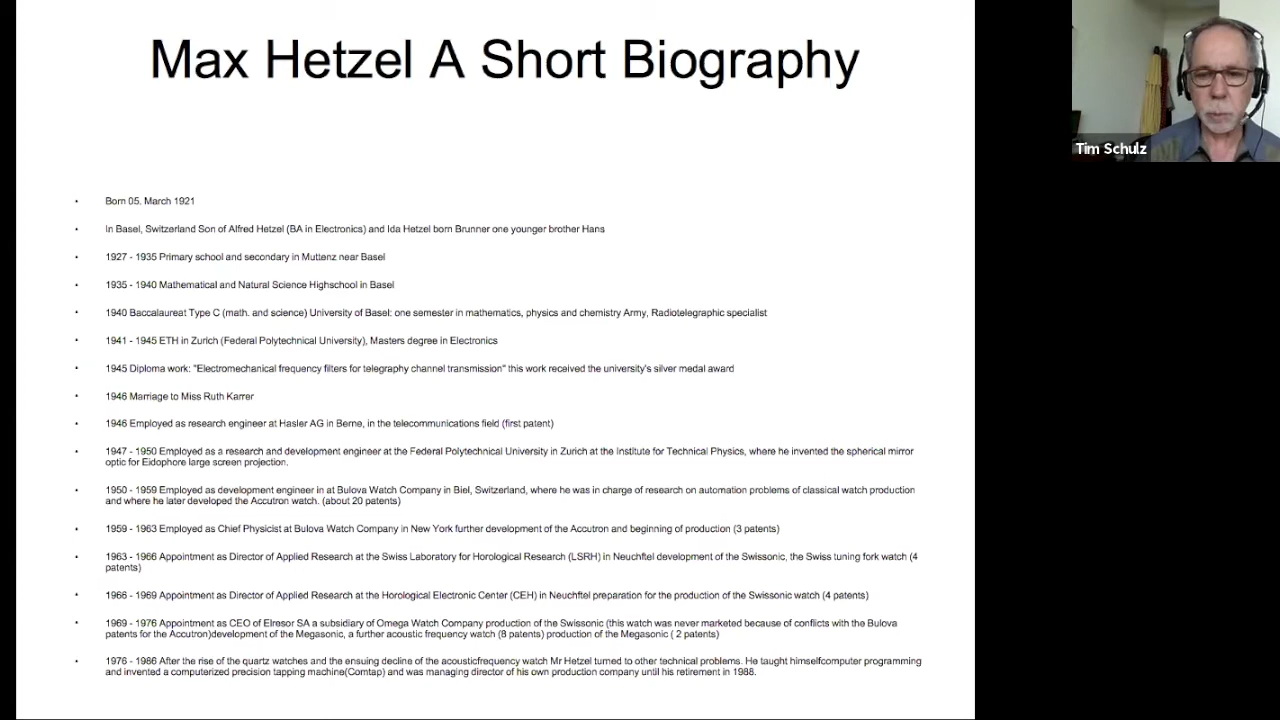 Max Hetzel A Short Biography
Tim Schulz
• Born 05. March 1921
• In Basel, Switzerland Son of Alfred Hetzel (BA in Electronics) and Ida Hetzel born Brunner one younger brother Hans
• 1927 - 1935 Primary school and secondary in Muttenz near Basel
• 1935 - 1940 Mathematical and Natural Science Highschool in Basel
• 1940 Baccalaureat Type C (math. and science) University of Basel: one semester in mathematics, physics and chemistry Army, Radiotelegraphic specialist
• 1941 - 1945 ETH in Zurich (Federal Polytechnical University), Masters degree in Electronics
• 1945 Diploma work: "Electromechanical frequency filters for telegraphy channel transmission" this work received the university's silver medal award
• 1946 Marriage to Miss Ruth Karrer
• 1946 Employed as research engineer at Hasler AG in Berne, in the telecommunications field (first patent)
• 1947 - 1950 Employed as a research and development engineer at the Federal Polytechnical University in Zurich at the Institute for Technical Physics, where he invented the spherical mirror
optic for Eidophore large screen projection.
• 1950 - 1959 Employed as development engineer in at Bulova Watch Company in Biel, Switzerland, where he was in charge of research on automation problems of classical watch production
and where he later developed the Accutron watch. (about 20 patents)
• 1959 - 1963 Employed as Chief Physicist at Bulova Watch Company in New York further development of the Accutron and beginning of production (3 patents)
• 1963 - 1966 Appointment as Director of Applied Research at the Swiss Laboratory for Horological Research (LSRH) in Neuchftel development of the Swissonic, the Swiss tuning fork watch (4
patents)
• 1966 - 1969 Appointment as Director of Applied Research at the Horological Electronic Center (CEH) in Neuchftel preparation for the production of the Swissonic watch (4 patents)
• 1969 - 1976 Appointment as CEO of Elresor SA a subsidiary of Omega Watch Company production of the Swissonic (this watch was never marketed because of conflicts with the Bulova
patents for the Accutron)development of the Megasonic, a further acoustic frequency watch (8 patents) production of the Megasonic ( 2 patents)
• 1976 - 1986 After the rise of the quartz watches and the ensuing decline of the acousticfrequency watch Mr Hetzel turned to other technical problems. He taught himselfcomputer programming
and invented a computerized precision tapping machine(Comtap) and was managing director of his own production company until his retirement in 1988.